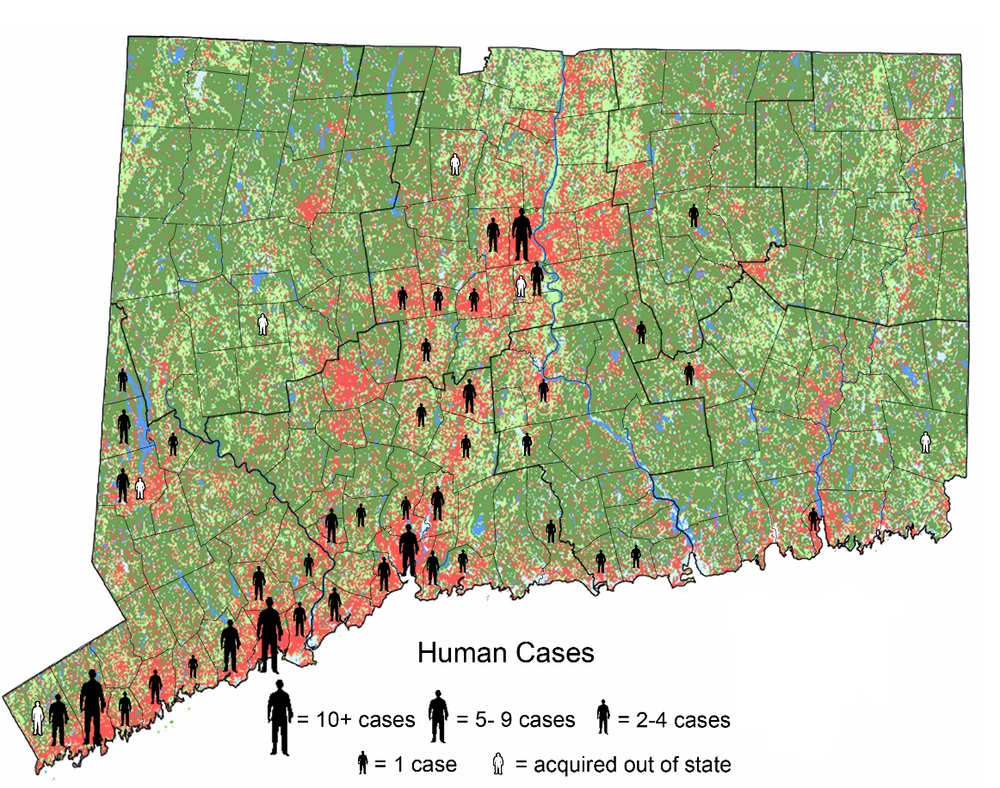 Human Cases
= 10+ cases = 5- 9 cases = 2-4 cases
= 1 case = acquired out of state